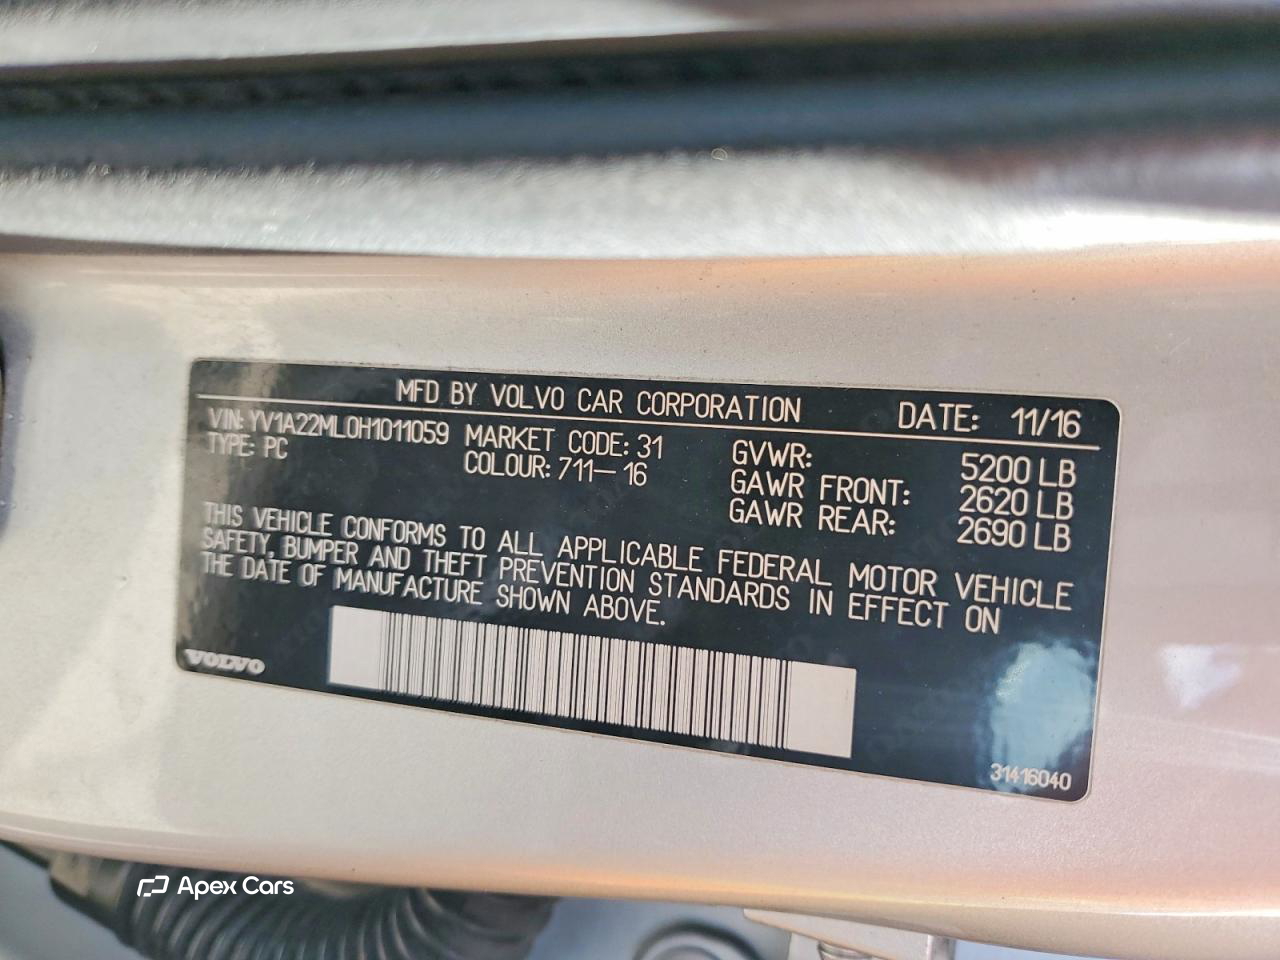 MFD BY VOLVO CAR CORPORATION DATE: 11/16
VIN: YV1A22ML0H1011059 MARKET CODE: 31 GVWR: 5200 LB
TYPE: PC COLOUR: 711-16 GAWR FRONT: 2620 LB
GAWR REAR: 2690 LB
THIS VEHICLE CONFORMS TO ALL APPLICABLE FEDERAL MOTOR VEHICLE
SAFETY, BUMPER AND THEFT PREVENTION STANDARDS IN EFFECT ON
THE DATE OF MANUFACTURE SHOWN ABOVE.
VOLVO
31416040
Apex Cars